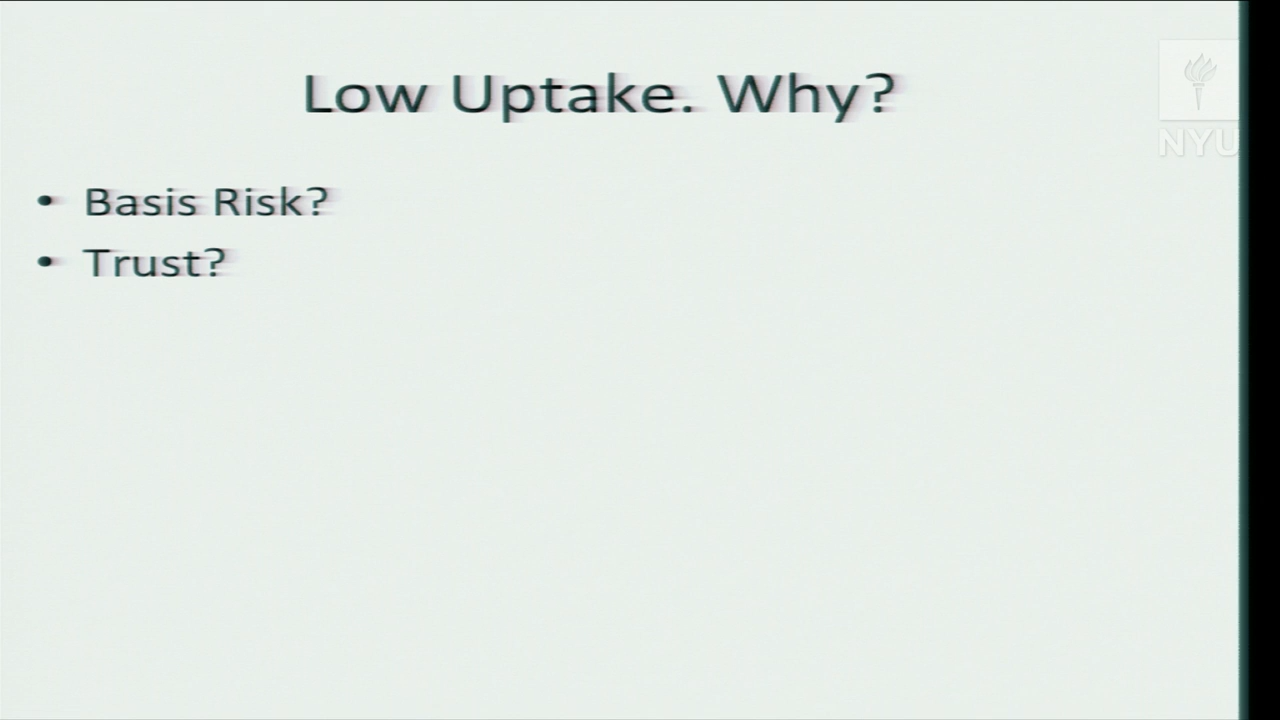 Low Uptake. Why?
NYU
• Basis Risk?
• Trust?